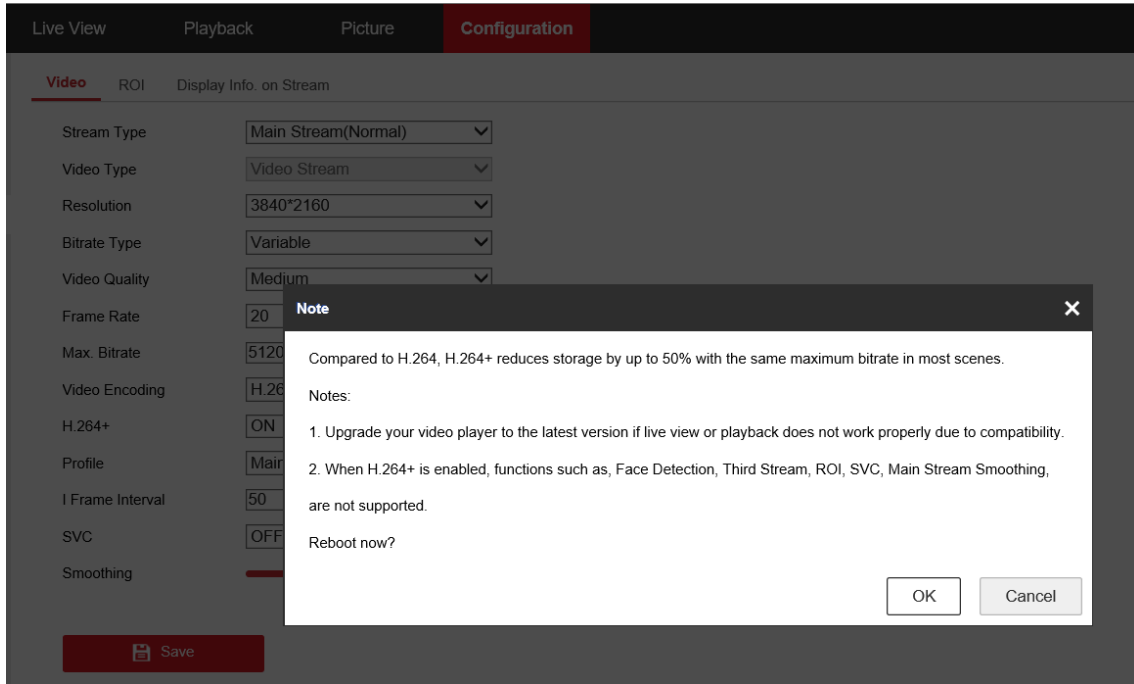 Live View Playback Picture Configuration
Video ROI Display Info. on Stream
Stream Type Main Stream(Normal)
Video Type Video Stream
Resolution 3840*2160
Bitrate Type Variable
Video Quality Medium
Frame Rate 20
Max. Bitrate 5120
Video Encoding H.26
H.264+ ON
Profile Main
I Frame Interval 50
SVC OFF
Smoothing
Save
Note
Compared to H.264, H.264+ reduces storage by up to 50% with the same maximum bitrate in most scenes.
Notes:
1. Upgrade your video player to the latest version if live view or playback does not work properly due to compatibility.
2. When H.264+ is enabled, functions such as, Face Detection, Third Stream, ROI, SVC, Main Stream Smoothing,
are not supported.
Reboot now?
OK Cancel